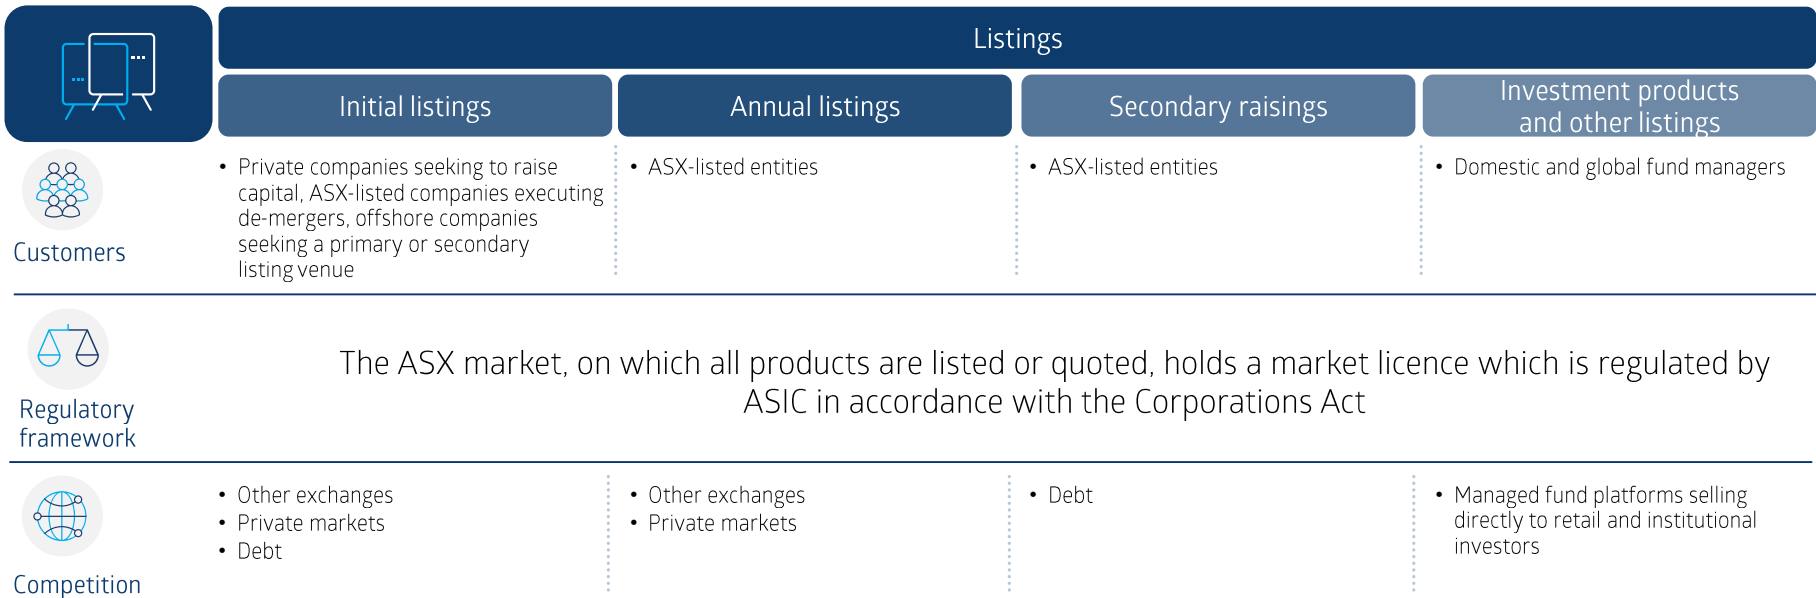 Listings
Initial listings
Annual listings
Secondary raisings
Investment products
and other listings
Customers
• Private companies seeking to raise
capital, ASX-listed companies executing
de-mergers, offshore companies
seeking a primary or secondary
listing venue
• ASX-listed entities
• ASX-listed entities
• Domestic and global fund managers
Regulatory
framework
The ASX market, on which all products are listed or quoted, holds a market licence which is regulated by
ASIC in accordance with the Corporations Act
Competition
• Other exchanges
• Private markets
• Debt
• Other exchanges
• Private markets
• Debt
• Managed fund platforms selling
directly to retail and institutional
investors